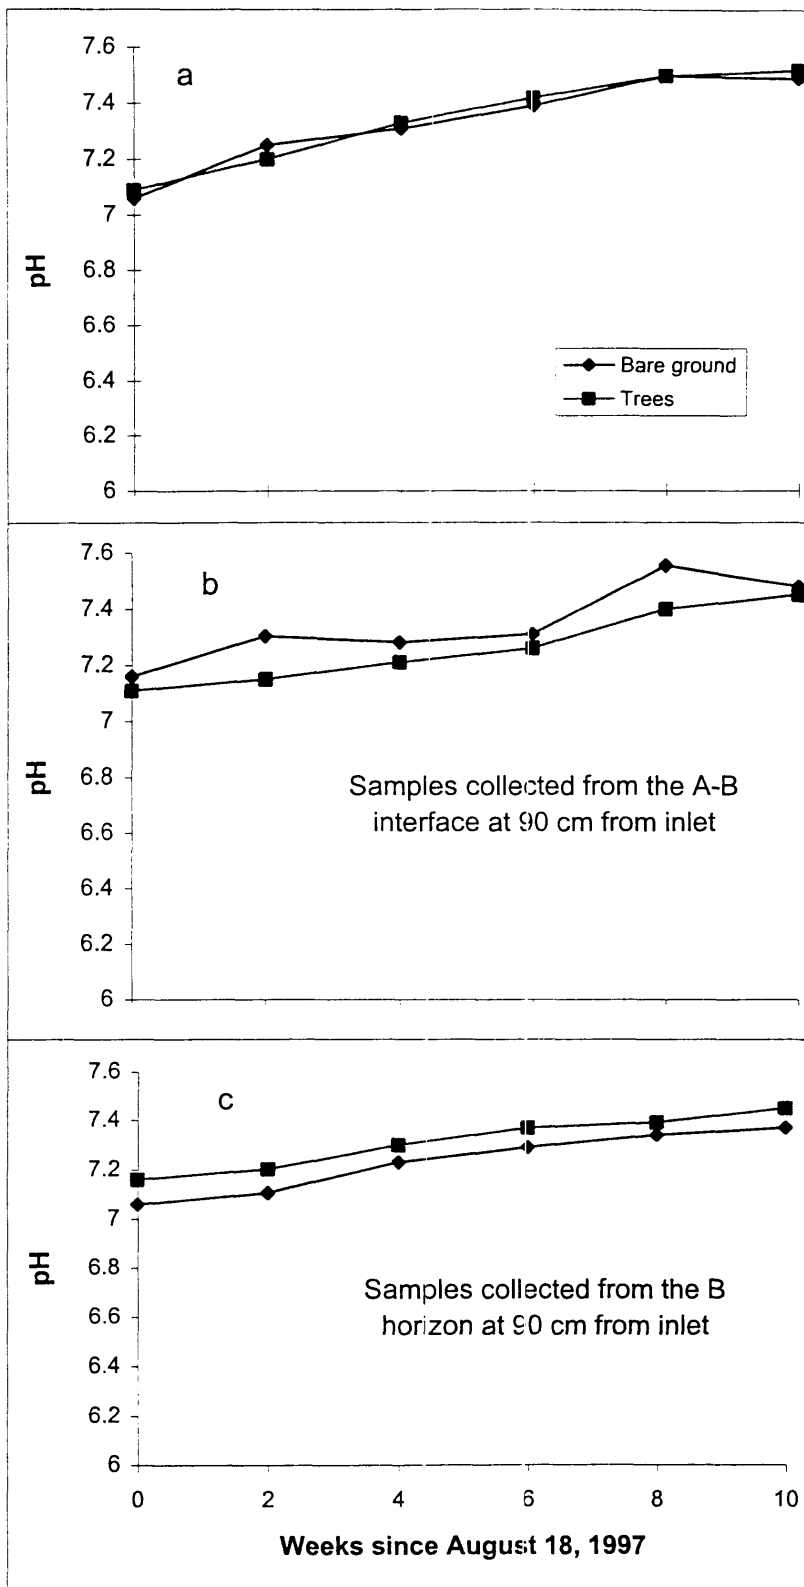 7.6
a
7.4
7.2
7
6.8
6.6
6.4
6.2
6
pH
Bare ground
Trees
7.6
b
7.4
7.2
7
6.8
6.6
6.4
6.2
6
pH
Samples collected from the A-B
interface at 90 cm from inlet
7.6
c
7.4
7.2
7
6.8
6.6
6.4
6.2
6
pH
Samples collected from the B
horizon at 90 cm from inlet
0 2 4 6 8 10
Weeks since August 18, 1997